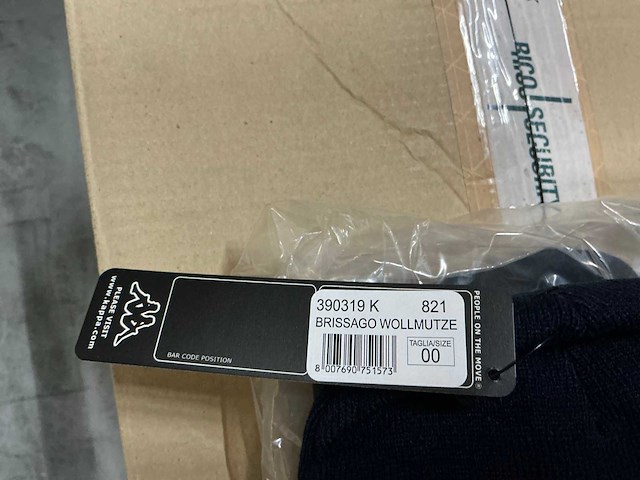 RICO SECURIT
390319 K 821
BRISSAGO WOLLMUTZE
TAGLIA/SIZE
00
8 007690 751573
BAR CODE POSITION
PLEASE VISIT
www.kappa.com
PEOPLE ON THE MOVE®